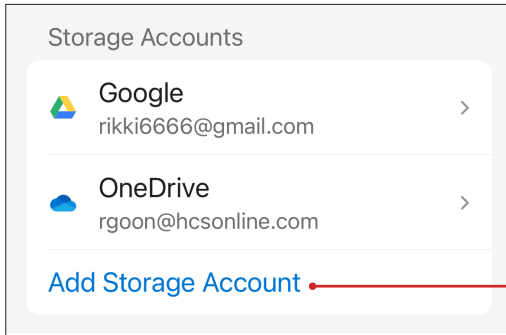 Storage Accounts
Google
rikki6666@gmail.com
OneDrive
rgoon@hcsonline.com
Add Storage Account